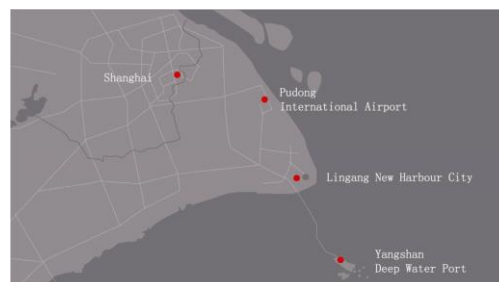 Shanghai
Pudong
International Airport
Lingang New Harbour City
Yangshan
Deep Water Port